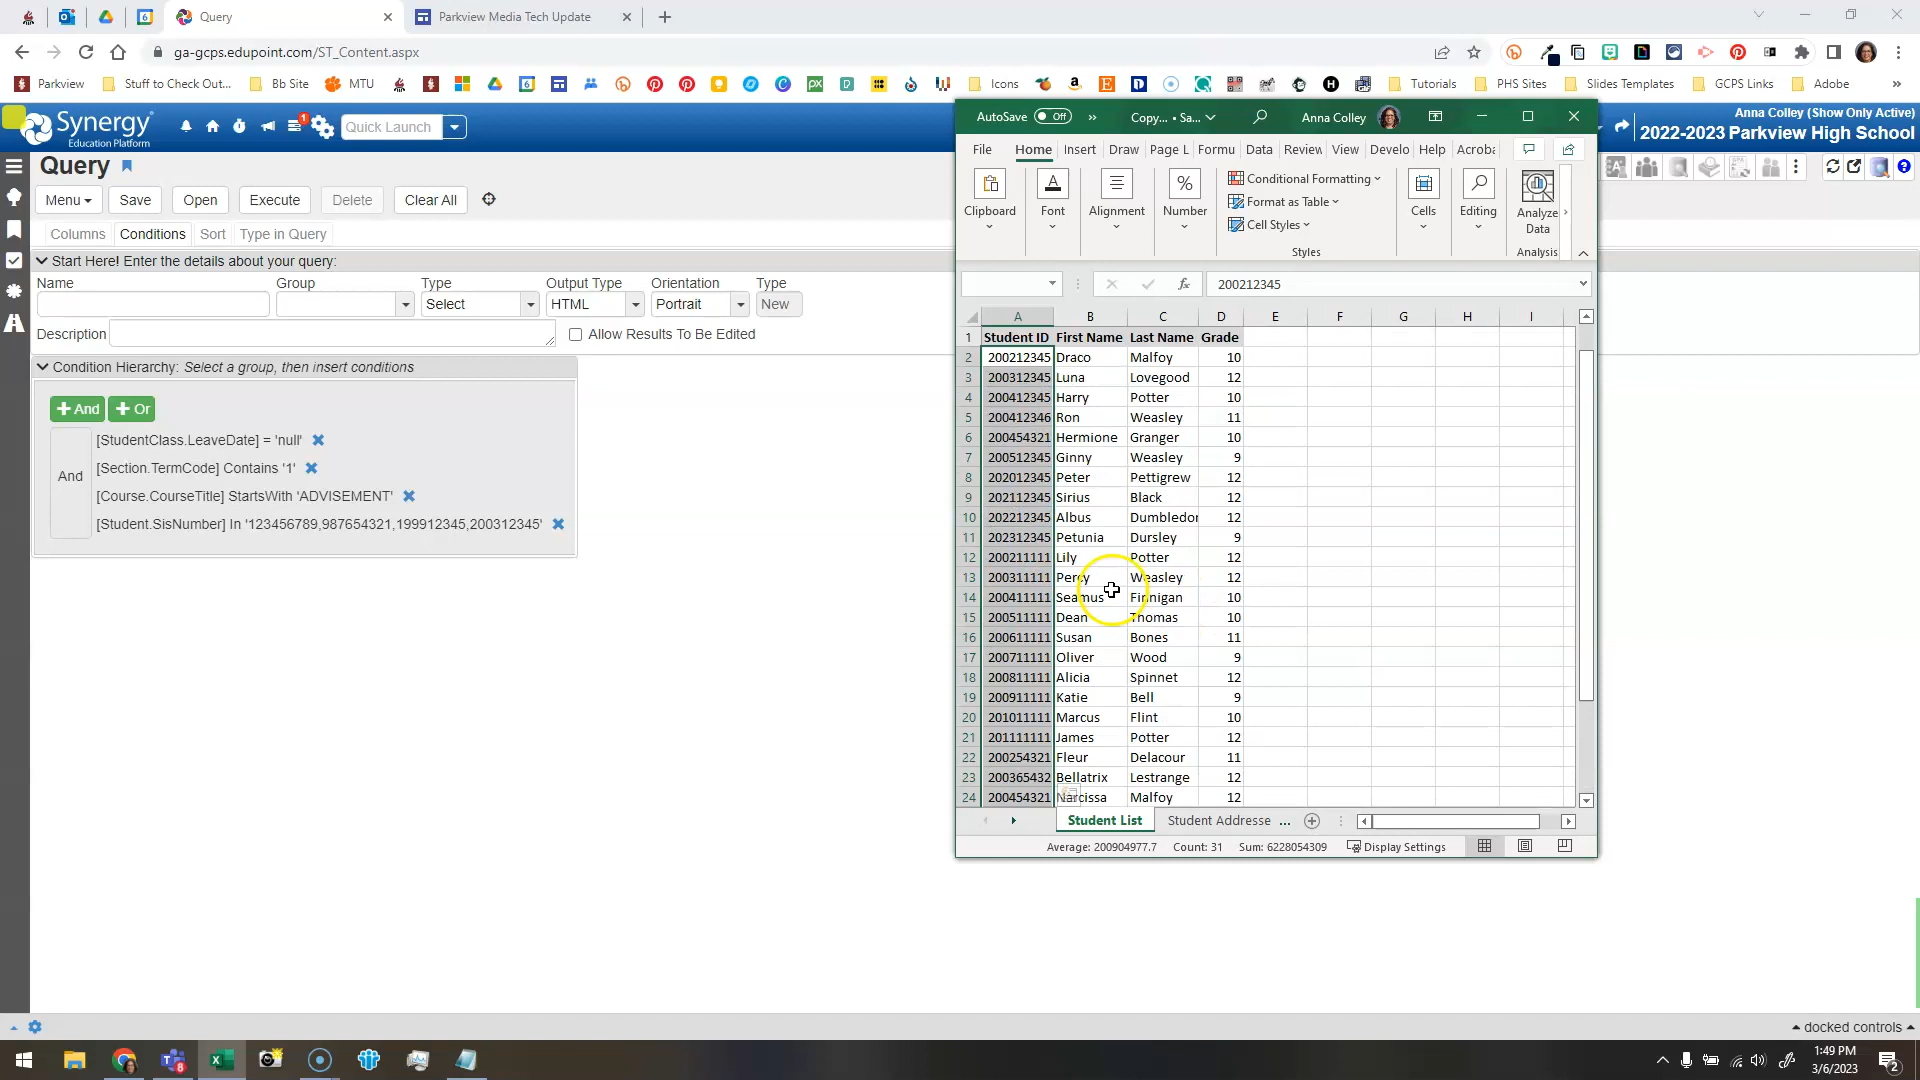 Query
Parkview Media Tech Update
ga-gcps.edupoint.com/ST_Content.aspx
Parkview
Stuff to Check Out...
Bb Site
MTU
Icons
Tutorials
PHS Sites
Slides Templates
GCPS Links
Adobe
Synergy
Education Platform
1
Quick Launch
Anna Colley (Show Only Active)
2022-2023 Parkview High School
Query
Menu
Save
Open
Execute
Delete
Clear All
Columns
Conditions
Sort
Type in Query
Start Here! Enter the details about your query:
Name
Group
Type
Output Type
Orientation
Type
Select
HTML
Portrait
New
Description
Allow Results To Be Edited
Condition Hierarchy: Select a group, then insert conditions
And
Or
And
[StudentClass.LeaveDate] = 'null'
[Section.TermCode] Contains '1'
[Course.CourseTitle] StartsWith 'ADVISEMENT'
[Student.SisNumber] In '123456789,987654321,199912345,200312345'
AutoSave Off
Copy... • Sa...
Anna Colley
File Home Insert Draw Page L Formu Data Review View Develo Help Acroba
Clipboard
Font
Alignment
Number
Conditional Formatting
Format as Table
Cell Styles
Styles
Cells
Editing
Analyze Data
Analysis
200212345
A B C D E F G H I
1 Student ID First Name Last Name Grade
2 200212345 Draco Malfoy 10
3 200312345 Luna Lovegood 12
4 200412345 Harry Potter 10
5 200412346 Ron Weasley 11
6 200454321 Hermione Granger 10
7 200512345 Ginny Weasley 9
8 202012345 Peter Pettigrew 12
9 202112345 Sirius Black 12
10 202212345 Albus Dumbledor 12
11 202312345 Petunia Dursley 9
12 200211111 Lily Potter 12
13 200311111 Percy Weasley 12
14 200411111 Seamus Finnigan 10
15 200511111 Dean Thomas 10
16 200611111 Susan Bones 11
17 200711111 Oliver Wood 9
18 200811111 Alicia Spinnet 12
19 200911111 Katie Bell 9
20 201011111 Marcus Flint 10
21 201111111 James Potter 12
22 200254321 Fleur Delacour 11
23 200365432 Bellatrix Lestrange 12
24 200454321 Narcissa Malfoy 12
Student List
Student Addresse ...
Average: 200904977.7 Count: 31 Sum: 6228054309 Display Settings
docked controls
8
1:49 PM
3/6/2023
2